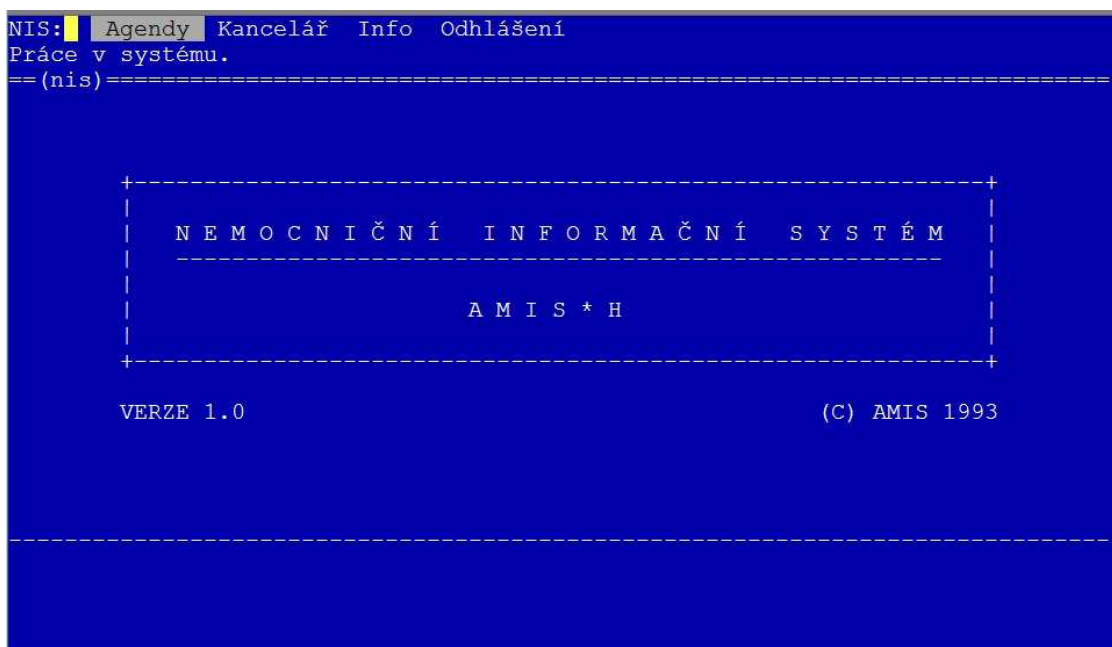 NIS: Agendy Kancelář Info Odhlášení
Práce v systému.
==(nis)========================================================================
+-------------------------------------------------------------+
N E M O C N I Č N Í   I N F O R M A Č N Í   S Y S T É M
-------------------------------------------------------
A M I S * H
+-------------------------------------------------------------+
VERZE 1.0 (C) AMIS 1993
-------------------------------------------------------------------------------